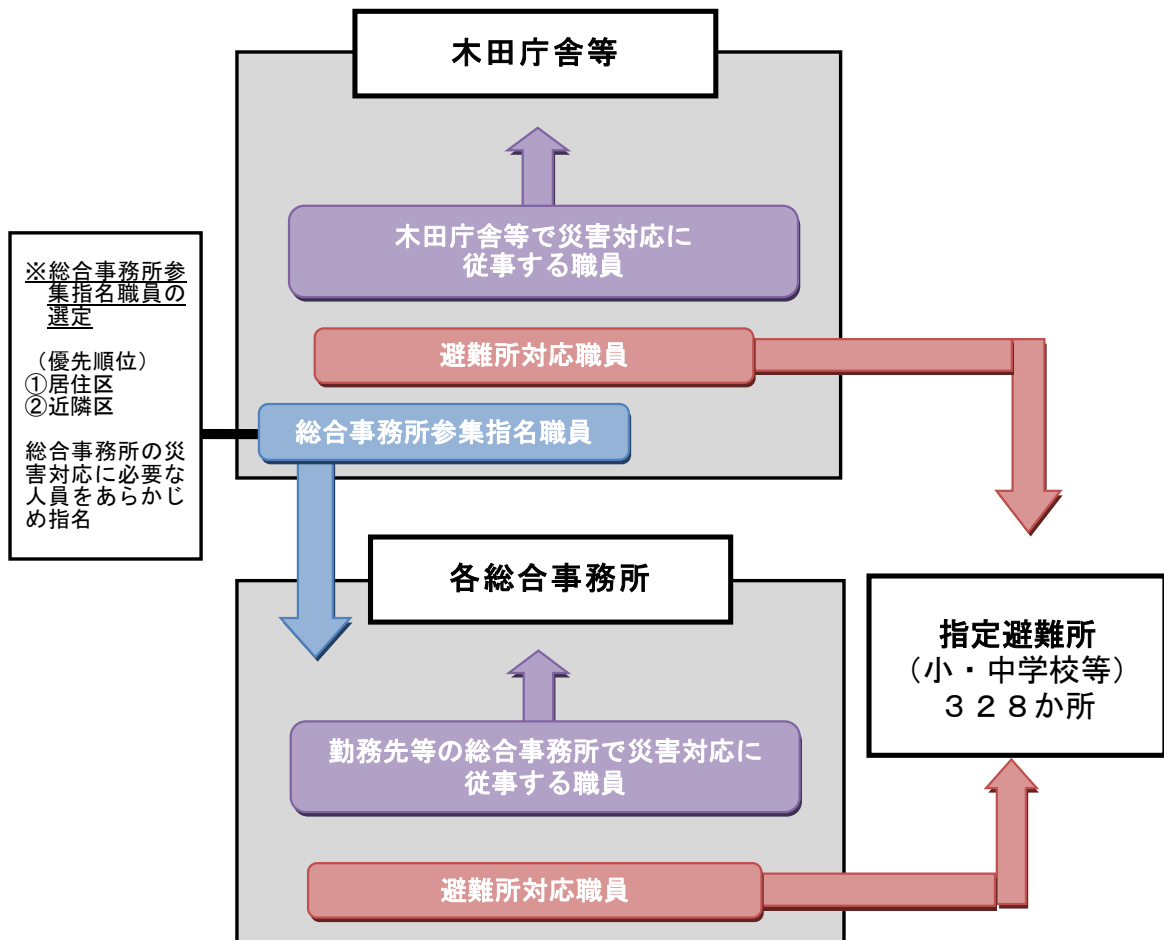 木田庁舎等
木田庁舎等で災害対応に
従事する職員
避難所対応職員
総合事務所参集指名職員
※総合事務所参
集指名職員の
選定
（優先順位）
①居住区
②近隣区
総合事務所の災
害対応に必要な
人員をあらかじ
め指名
各総合事務所
勤務先等の総合事務所で災害対応に
従事する職員
避難所対応職員
指定避難所
（小・中学校等）
３２８か所